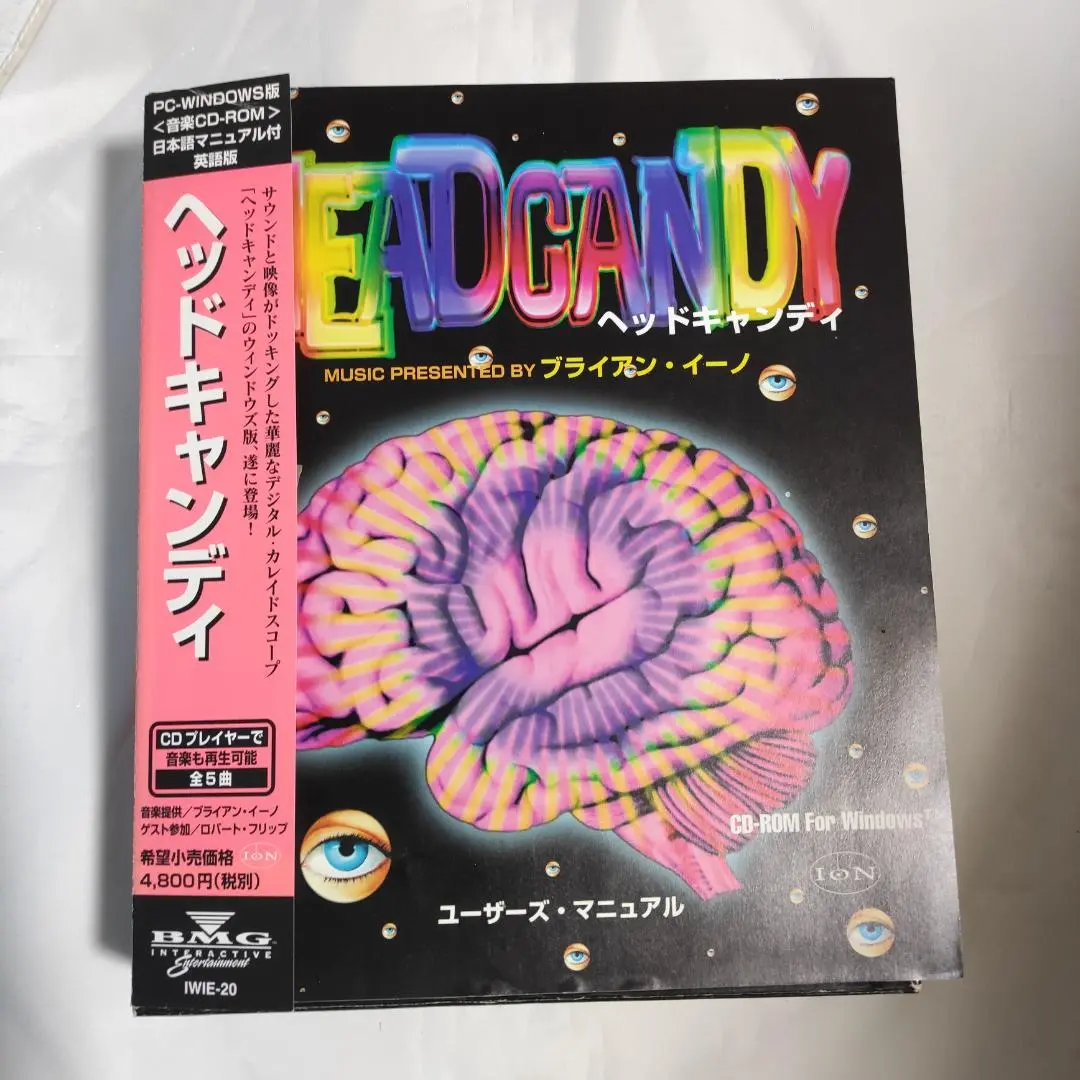 PC-WINDOWS版
<音楽CD-ROM>
日本語マニュアル付
英語版
ヘッドキャンディ
サウンドと映像がドッキングした華麗なデジタル・カレイドスコープ
「ヘッドキャンディ」のウィンドウズ版、遂に登場!
CDプレイヤーで
音楽も再生可能
全5曲
音楽提供/ブライアン・イーノ
ゲスト参加/ロバート・フリップ
希望小売価格
ION
4,800円(税別)
BMG
INTERACTIVE
Entertainment
IWIE-20
EADCANDY
ヘッドキャンディ
MUSIC PRESENTED BY ブライアン・イーノ
CD-ROM For Windows™
ION
ユーザーズ・マニュアル